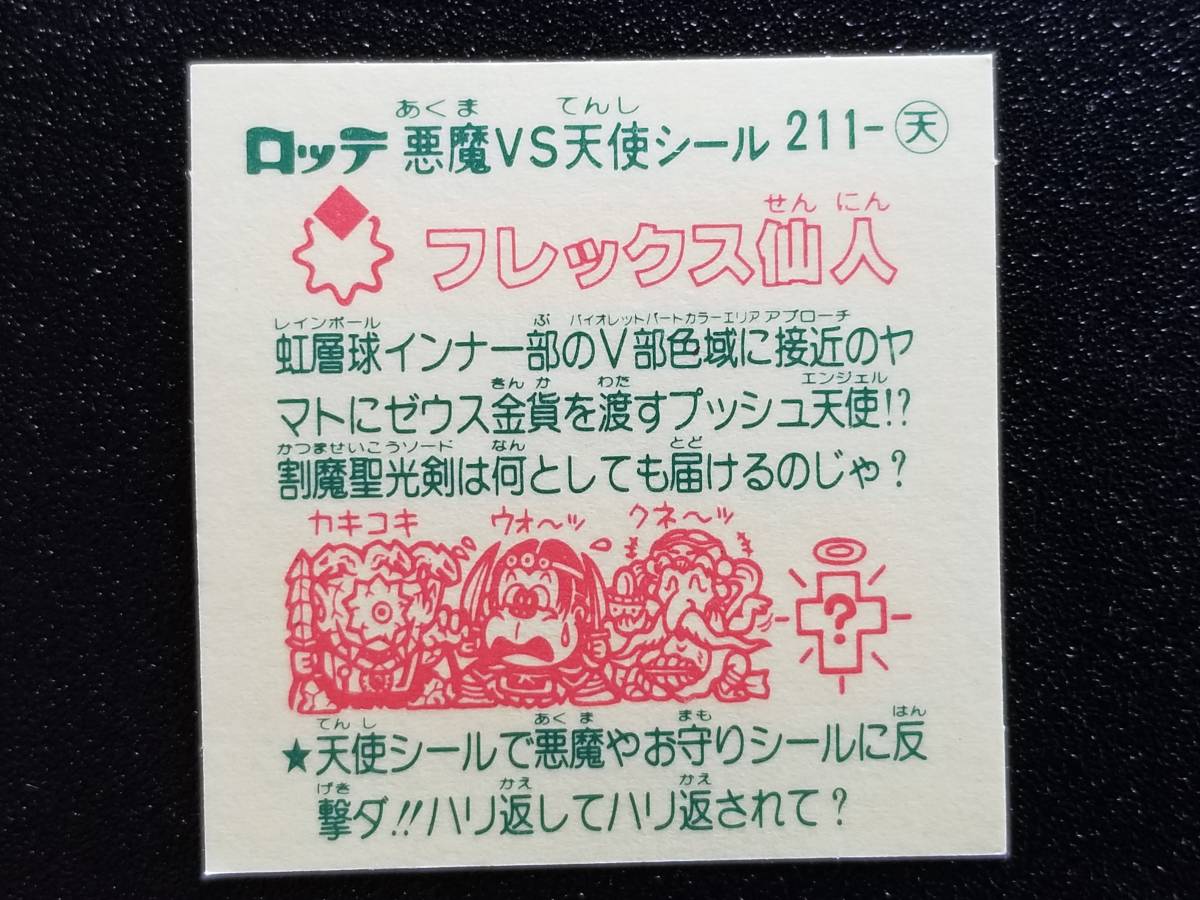 あくま てんし
ロッテ 悪魔VS天使シール 211-天
せん にん
フレックス仙人
レインボール ぶ バイオレットパートカラーエリア アプローチ
虹層球インナー部のV部色域に接近のヤ
きん か わた エンジェル
マトにゼウス金貨を渡すプッシュ天使!?
かつませいこうソード なん とど
割魔聖光剣は何としても届けるのじゃ?
カキコキ ウォ〜ッ クネ〜ッ
?
てん し あく ま まも はん
★天使シールで悪魔やお守りシールに反
げき かえ かえ
撃ダ!!ハリ返してハリ返されて?